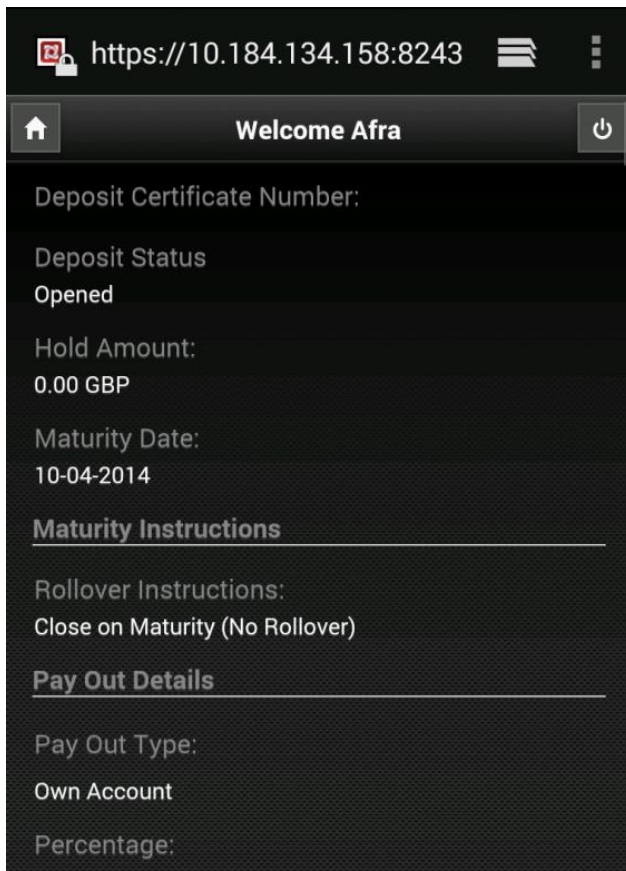 https://10.184.134.158:8243
Welcome Afra
Deposit Certificate Number:
Deposit Status
Opened
Hold Amount:
0.00 GBP
Maturity Date:
10-04-2014
Maturity Instructions
Rollover Instructions:
Close on Maturity (No Rollover)
Pay Out Details
Pay Out Type:
Own Account
Percentage: